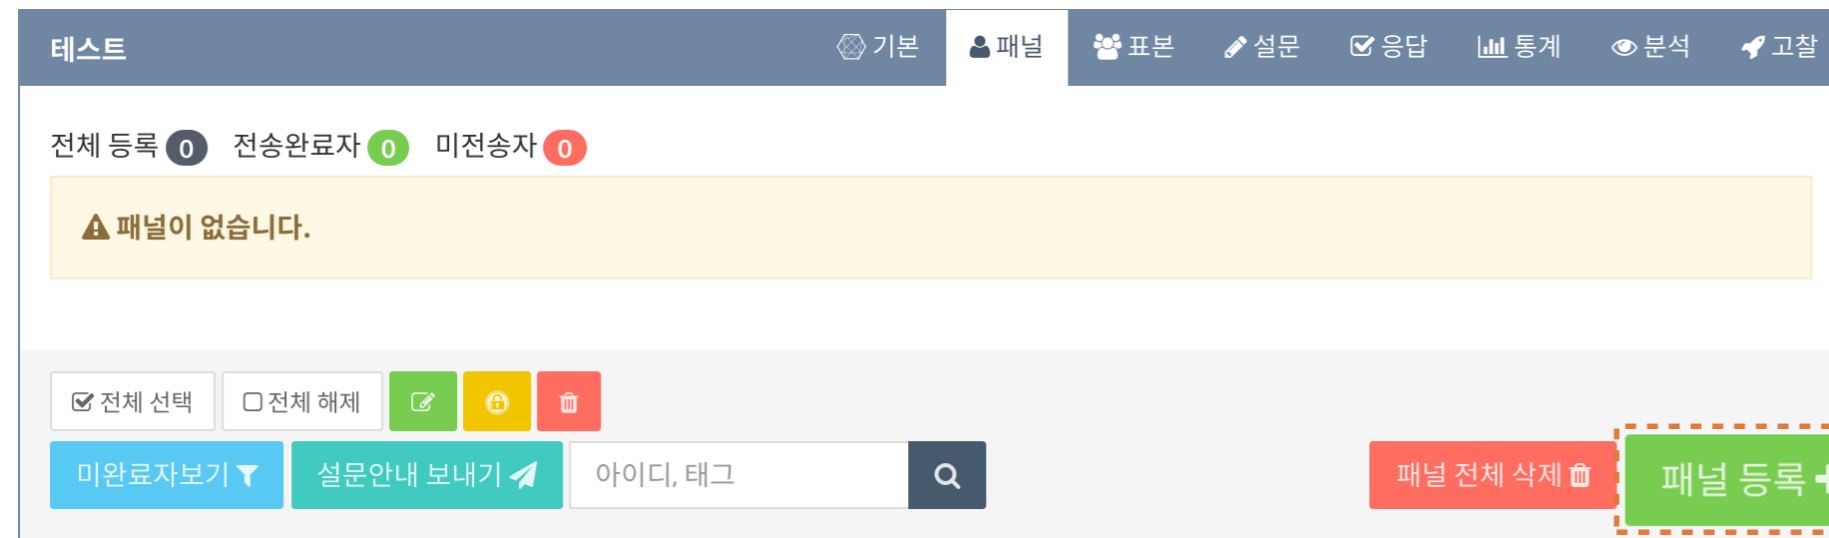 테스트 기본 패널 표본 설문 응답 통계 분석 고찰
전체 등록 0 전송완료자 0 미전송자 0
패널이 없습니다.
전체 선택 전체 해제
미완료자보기 설문안내 보내기 아이디, 태그 패널 전체 삭제 패널 등록